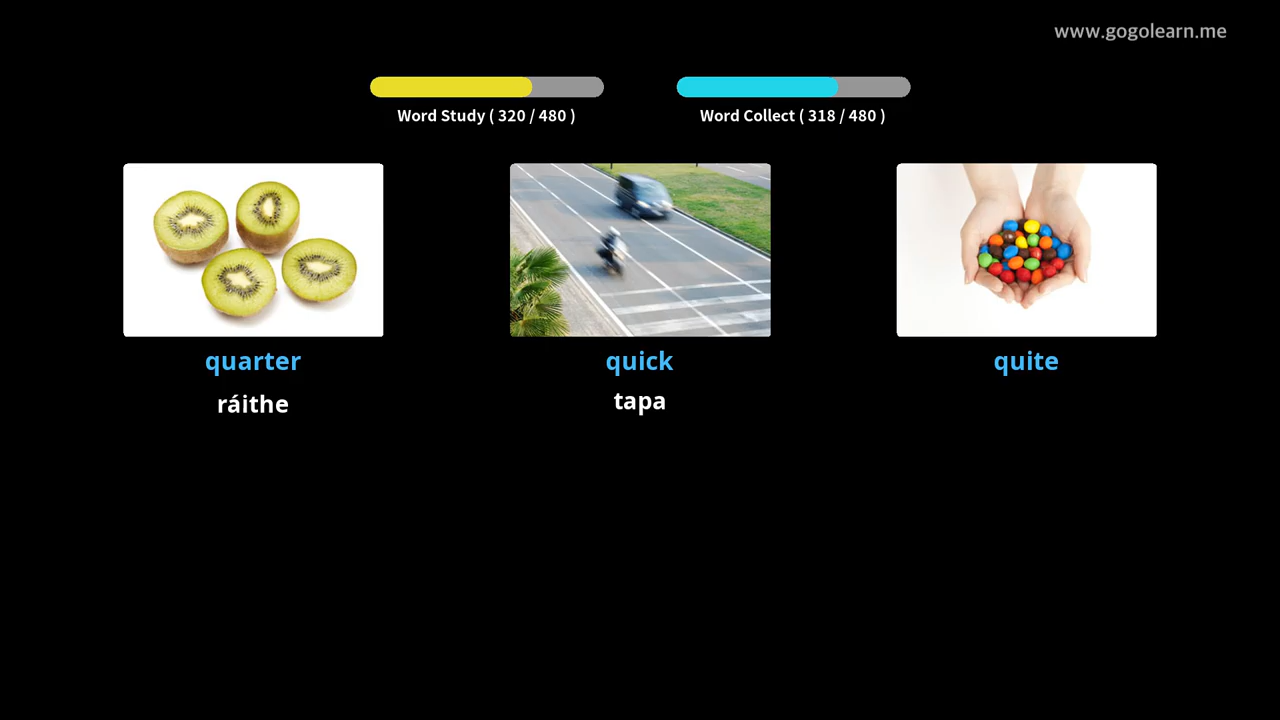 www.gogolearn.me
Word Study ( 320 / 480 )
Word Collect ( 318 / 480 )
quarter
ráithe
quick
tapa
quite